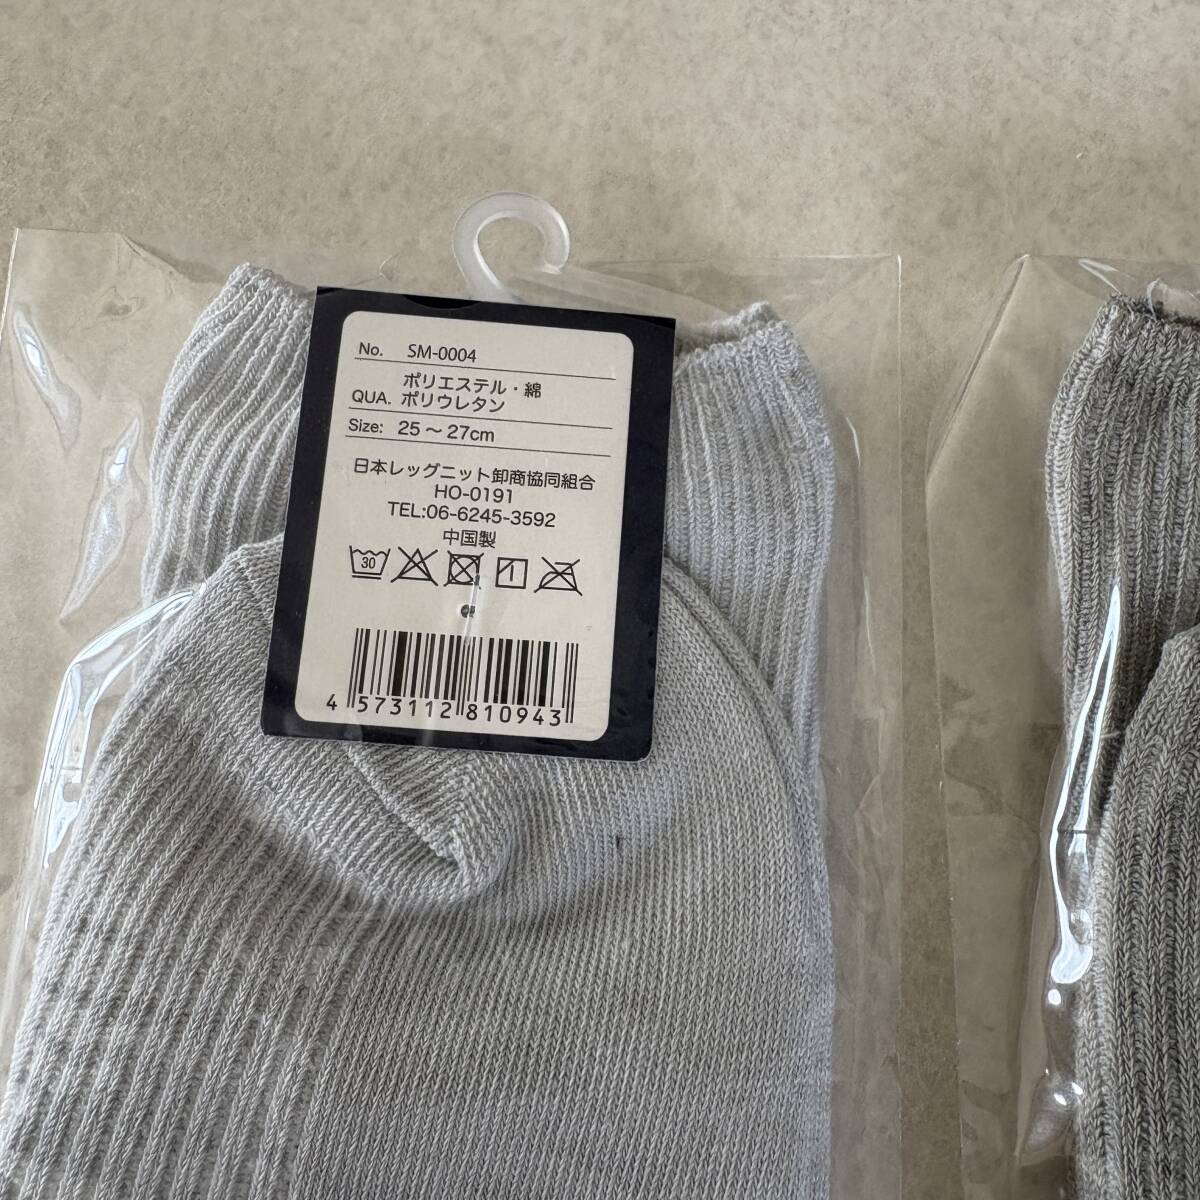 No. SM-0004
ポリエステル・綿
QUA. ポリウレタン
Size: 25～27cm
日本レッグニット卸商協同組合
HO-0191
TEL:06-6245-3592
中国製
30
4 573112 810943